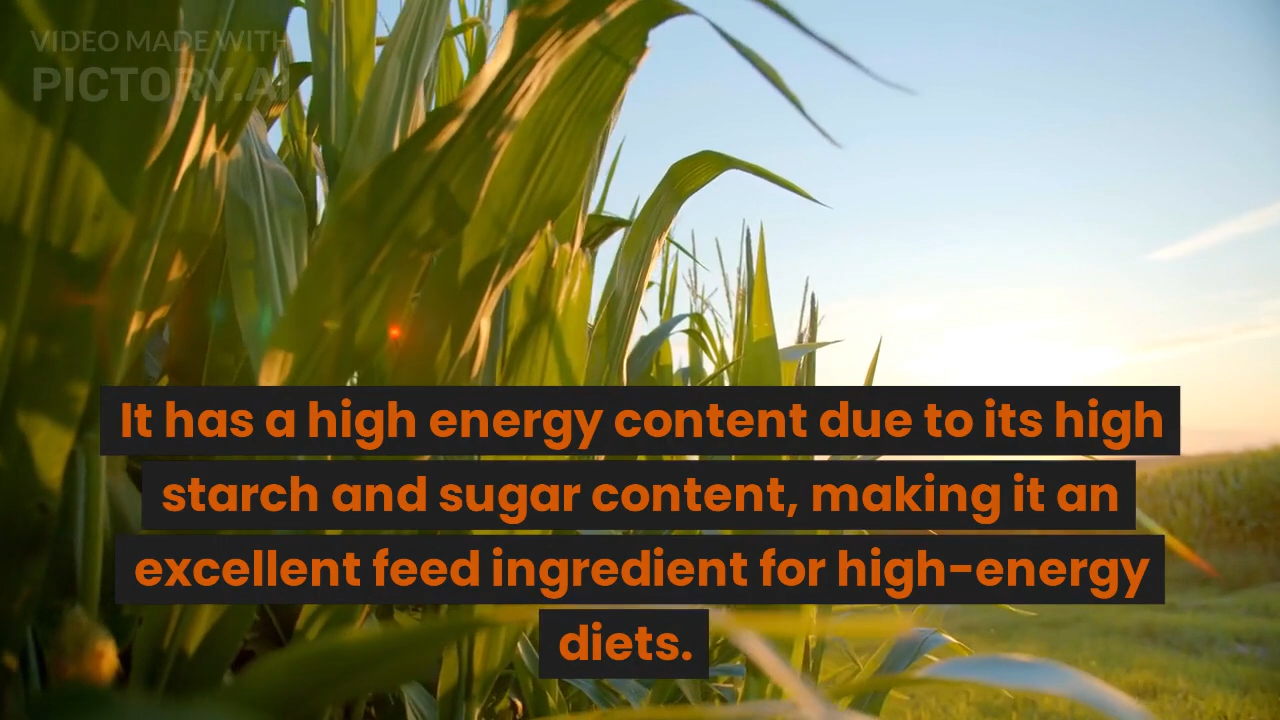 VIDEO MADE WITH
PICTORY.AI
It has a high energy content due to its high
starch and sugar content, making it an
excellent feed ingredient for high-energy
diets.